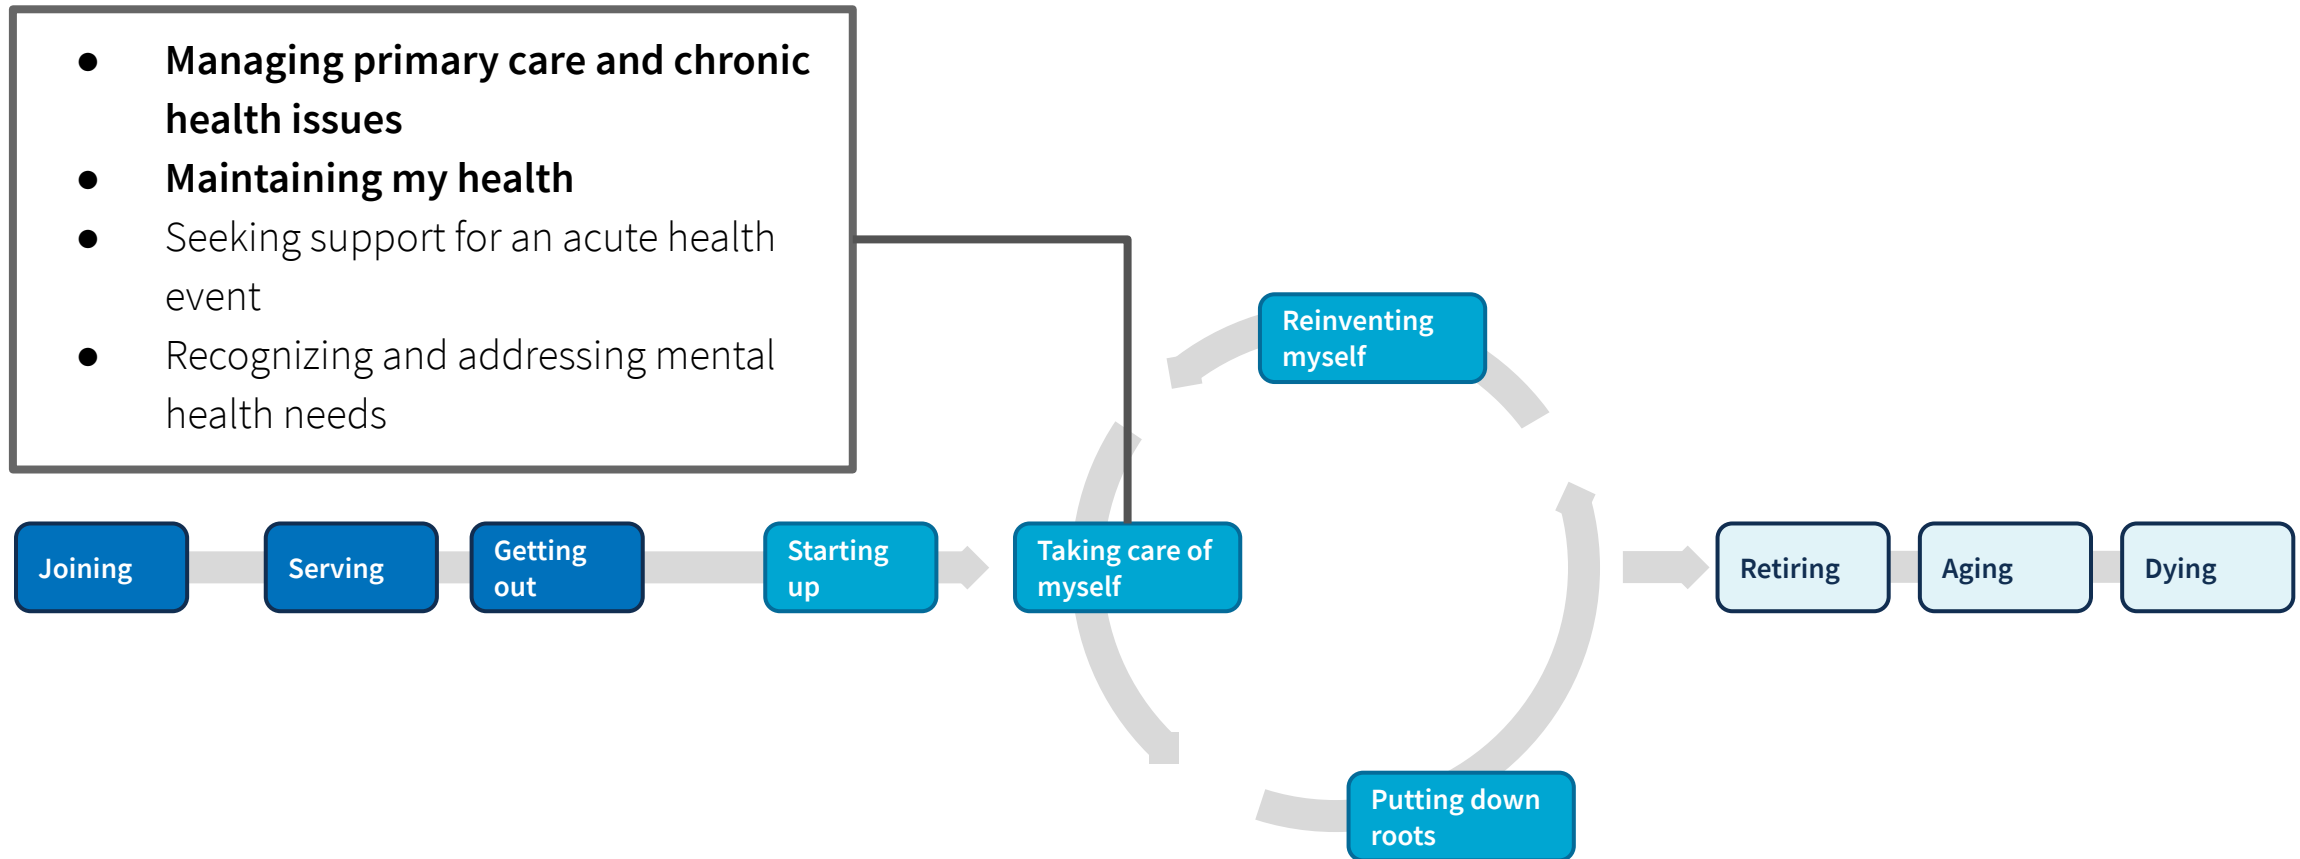 ● Managing primary care and chronic
health issues
● Maintaining my health
● Seeking support for an acute health
event
● Recognizing and addressing mental
health needs
Reinventing
myself
Joining
Serving
Getting
out
Starting
up
Taking care of
myself
Retiring
Aging
Dying
Putting down
roots